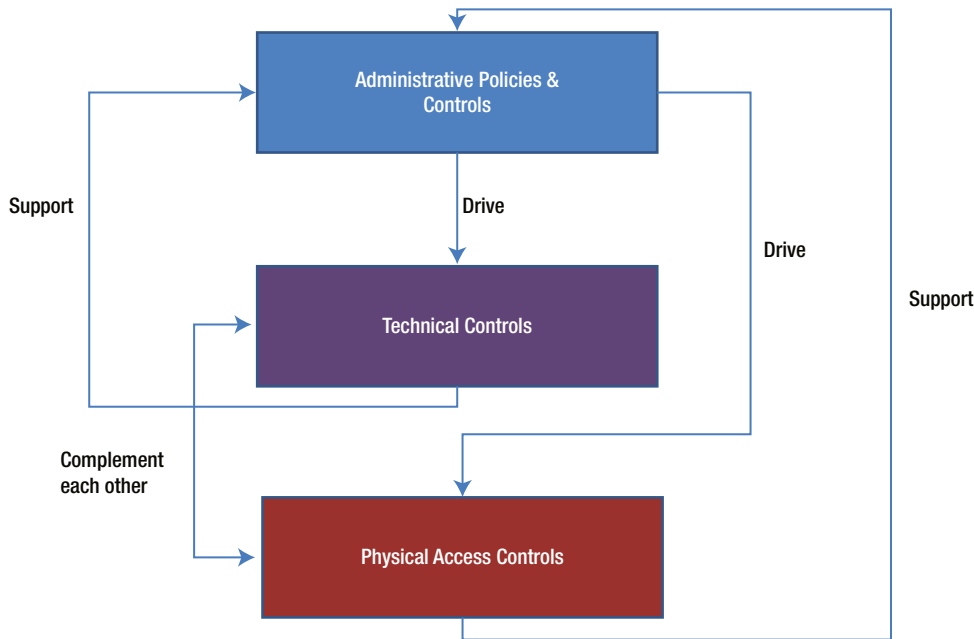 Administrative Policies &
Controls
Support
Drive
Drive
Support
Technical Controls
Complement
each other
Physical Access Controls